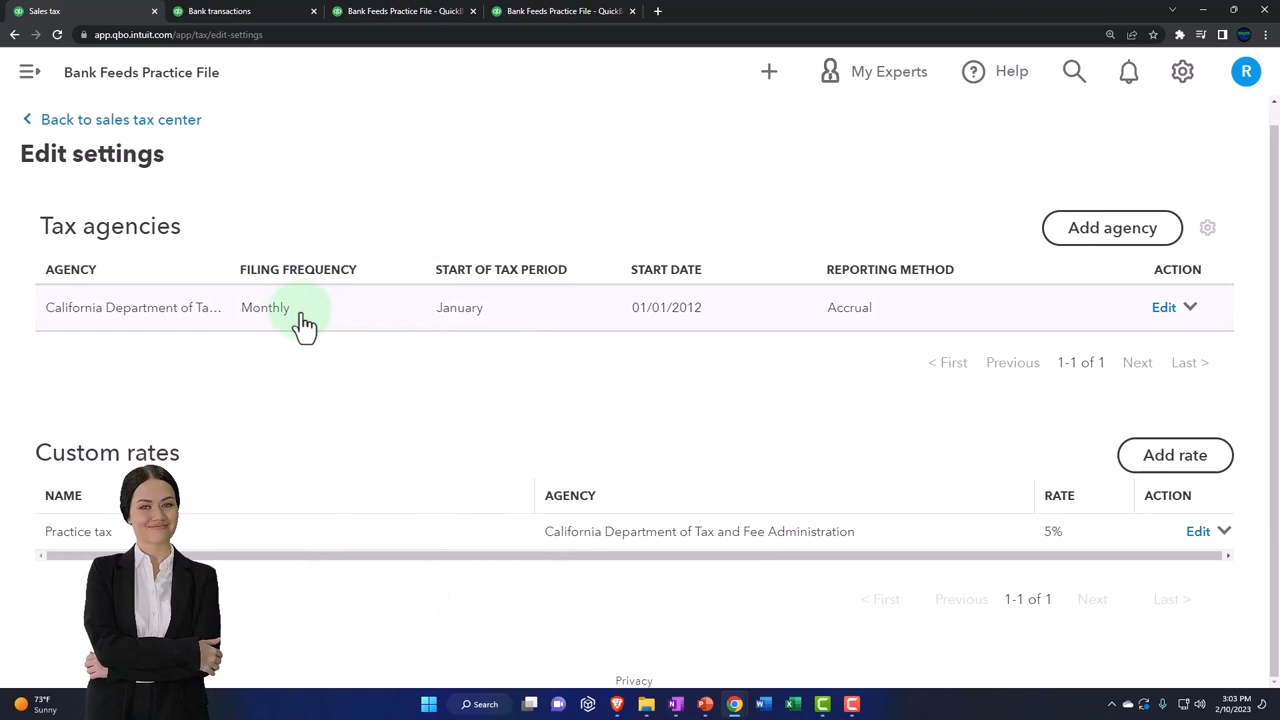 Sales tax
Bank transactions
Bank Feeds Practice File - QuickB
Bank Feeds Practice File - QuickB
app.qbo.intuit.com/app/tax/edit-settings
Bank Feeds Practice File
My Experts
Help
R
Back to sales tax center
Edit settings
Tax agencies
Add agency
AGENCY FILING FREQUENCY START OF TAX PERIOD START DATE REPORTING METHOD ACTION
California Department of Ta... Monthly January 01/01/2012 Accrual Edit
< First Previous 1-1 of 1 Next Last >
Custom rates
Add rate
NAME AGENCY RATE ACTION
Practice tax California Department of Tax and Fee Administration 5% Edit
< First Previous 1-1 of 1 Next Last >
Privacy
73°F
Sunny
Search
3:03 PM
2/10/2023